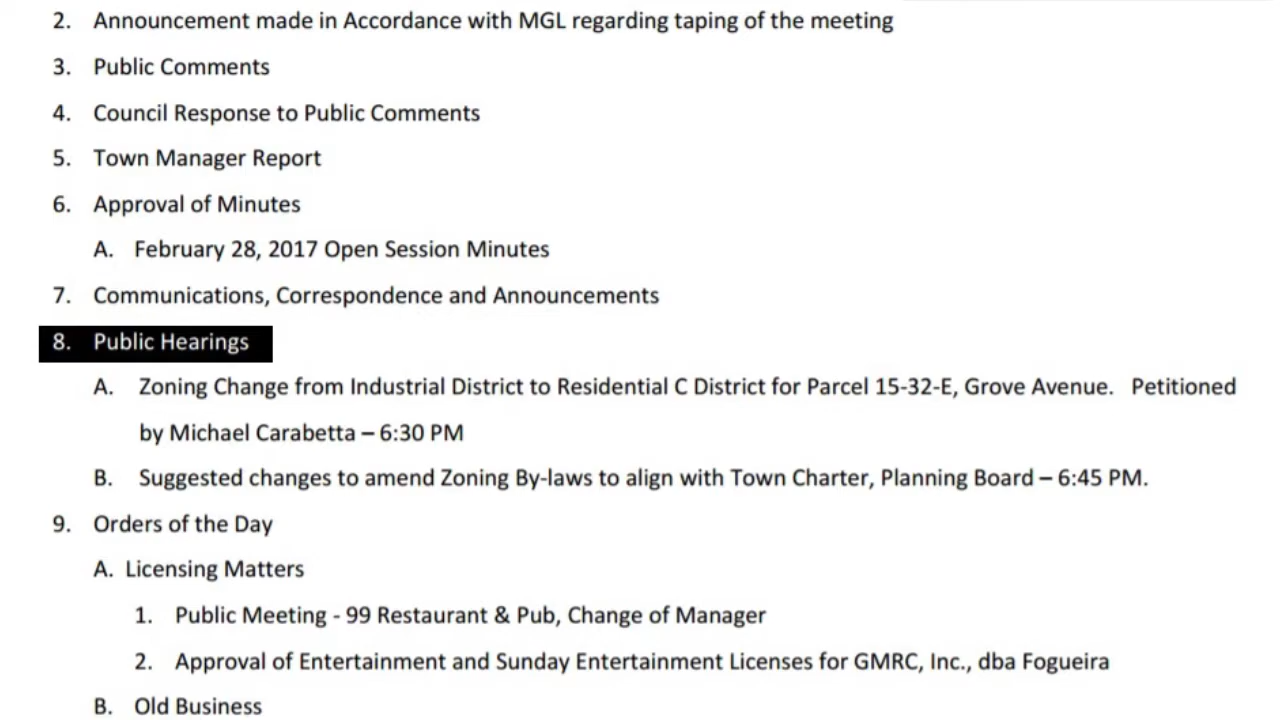 2. Announcement made in Accordance with MGL regarding taping of the meeting
3. Public Comments
4. Council Response to Public Comments
5. Town Manager Report
6. Approval of Minutes
A. February 28, 2017 Open Session Minutes
7. Communications, Correspondence and Announcements
8. Public Hearings
A. Zoning Change from Industrial District to Residential C District for Parcel 15-32-E, Grove Avenue. Petitioned
by Michael Carabetta – 6:30 PM
B. Suggested changes to amend Zoning By-laws to align with Town Charter, Planning Board – 6:45 PM.
9. Orders of the Day
A. Licensing Matters
1. Public Meeting - 99 Restaurant & Pub, Change of Manager
2. Approval of Entertainment and Sunday Entertainment Licenses for GMRC, Inc., dba Fogueira
B. Old Business